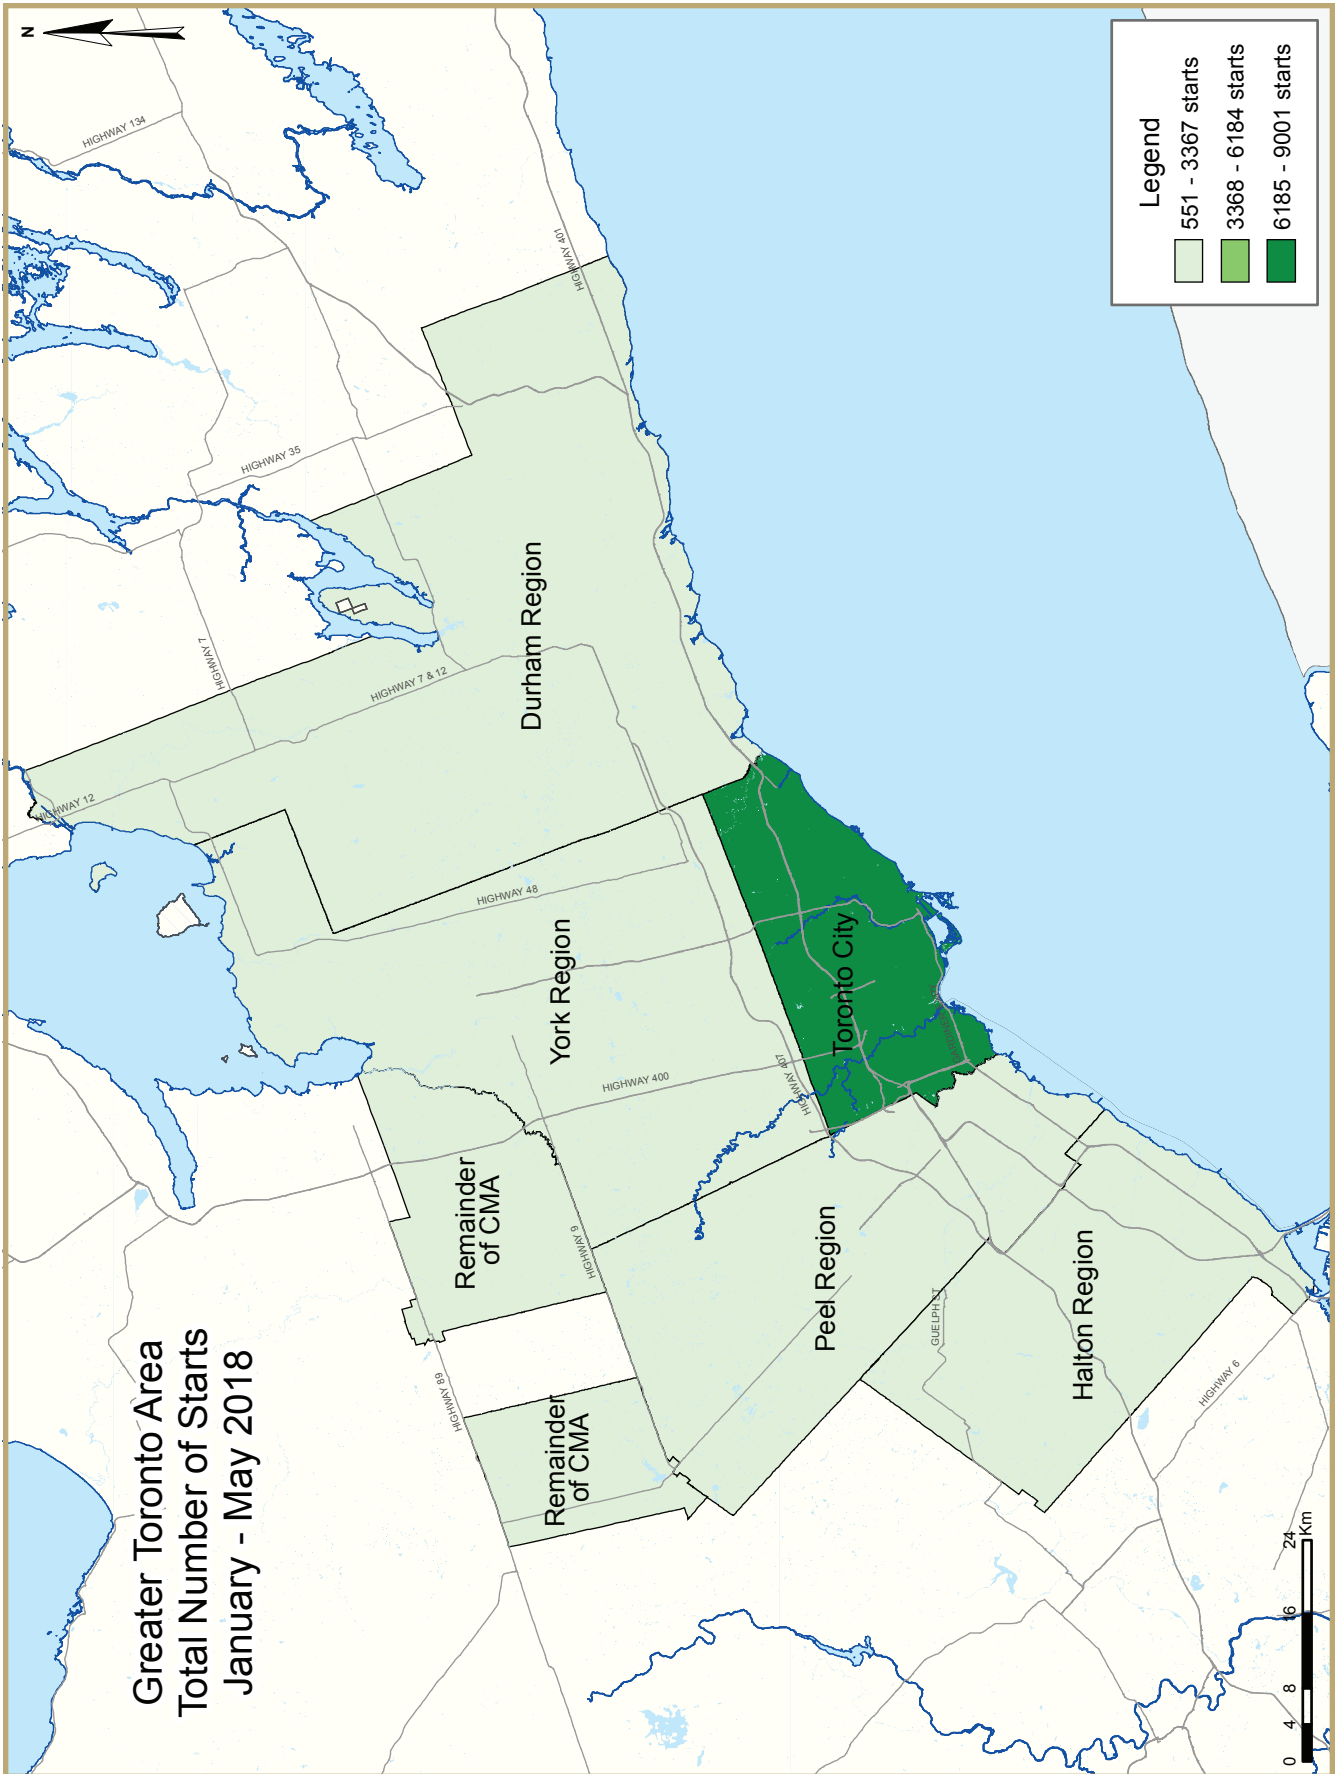 Greater Toronto Area
Total Number of Starts
January - May 2018
N
HIGHWAY 134
HIGHWAY 401
HIGHWAY 35
HIGHWAY 7
HIGHWAY 7 & 12
HIGHWAY 12
Durham Region
HIGHWAY 48
York Region
HIGHWAY 400
HIGHWAY 407
Toronto City
Remainder
of CMA
HIGHWAY 9
HIGHWAY 89
Remainder
of CMA
Peel Region
GUELPH ST
Halton Region
HIGHWAY 6
Legend
551 - 3367 starts
3368 - 6184 starts
6185 - 9001 starts
0 4 8 16 24
Km